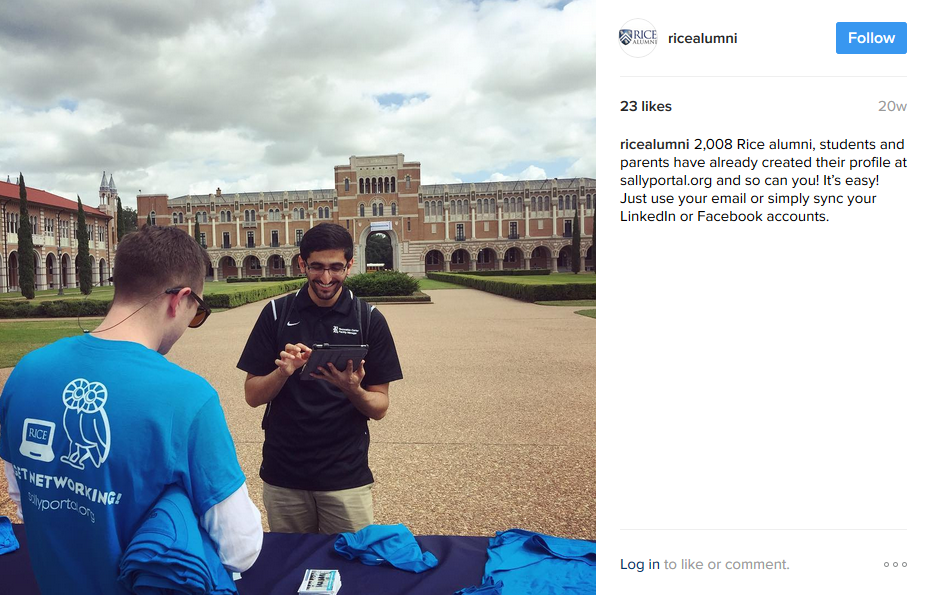 RICE
ALUMNI
ricealumni
Follow
23 likes
20w
ricealumni 2,008 Rice alumni, students and
parents have already created their profile at
sallyportal.org and so can you! It's easy!
Just use your email or simply sync your
LinkedIn or Facebook accounts.
Log in to like or comment.
RICE
GET NETWORKING!
sallyportal.org